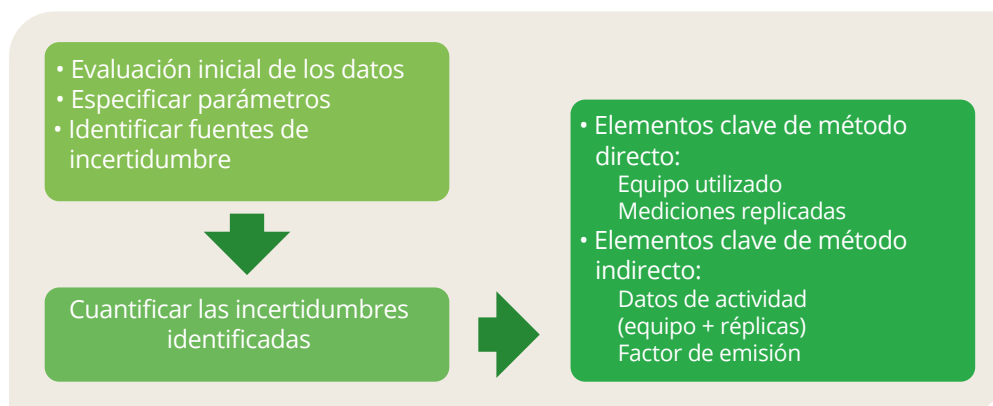 • Evaluación inicial de los datos
• Especificar parámetros
• Identificar fuentes de
incertidumbre
Cuantificar las incertidumbres
identificadas
• Elementos clave de método
directo:
Equipo utilizado
Mediciones replicadas
• Elementos clave de método
indirecto:
Datos de actividad
(equipo + réplicas)
Factor de emisión